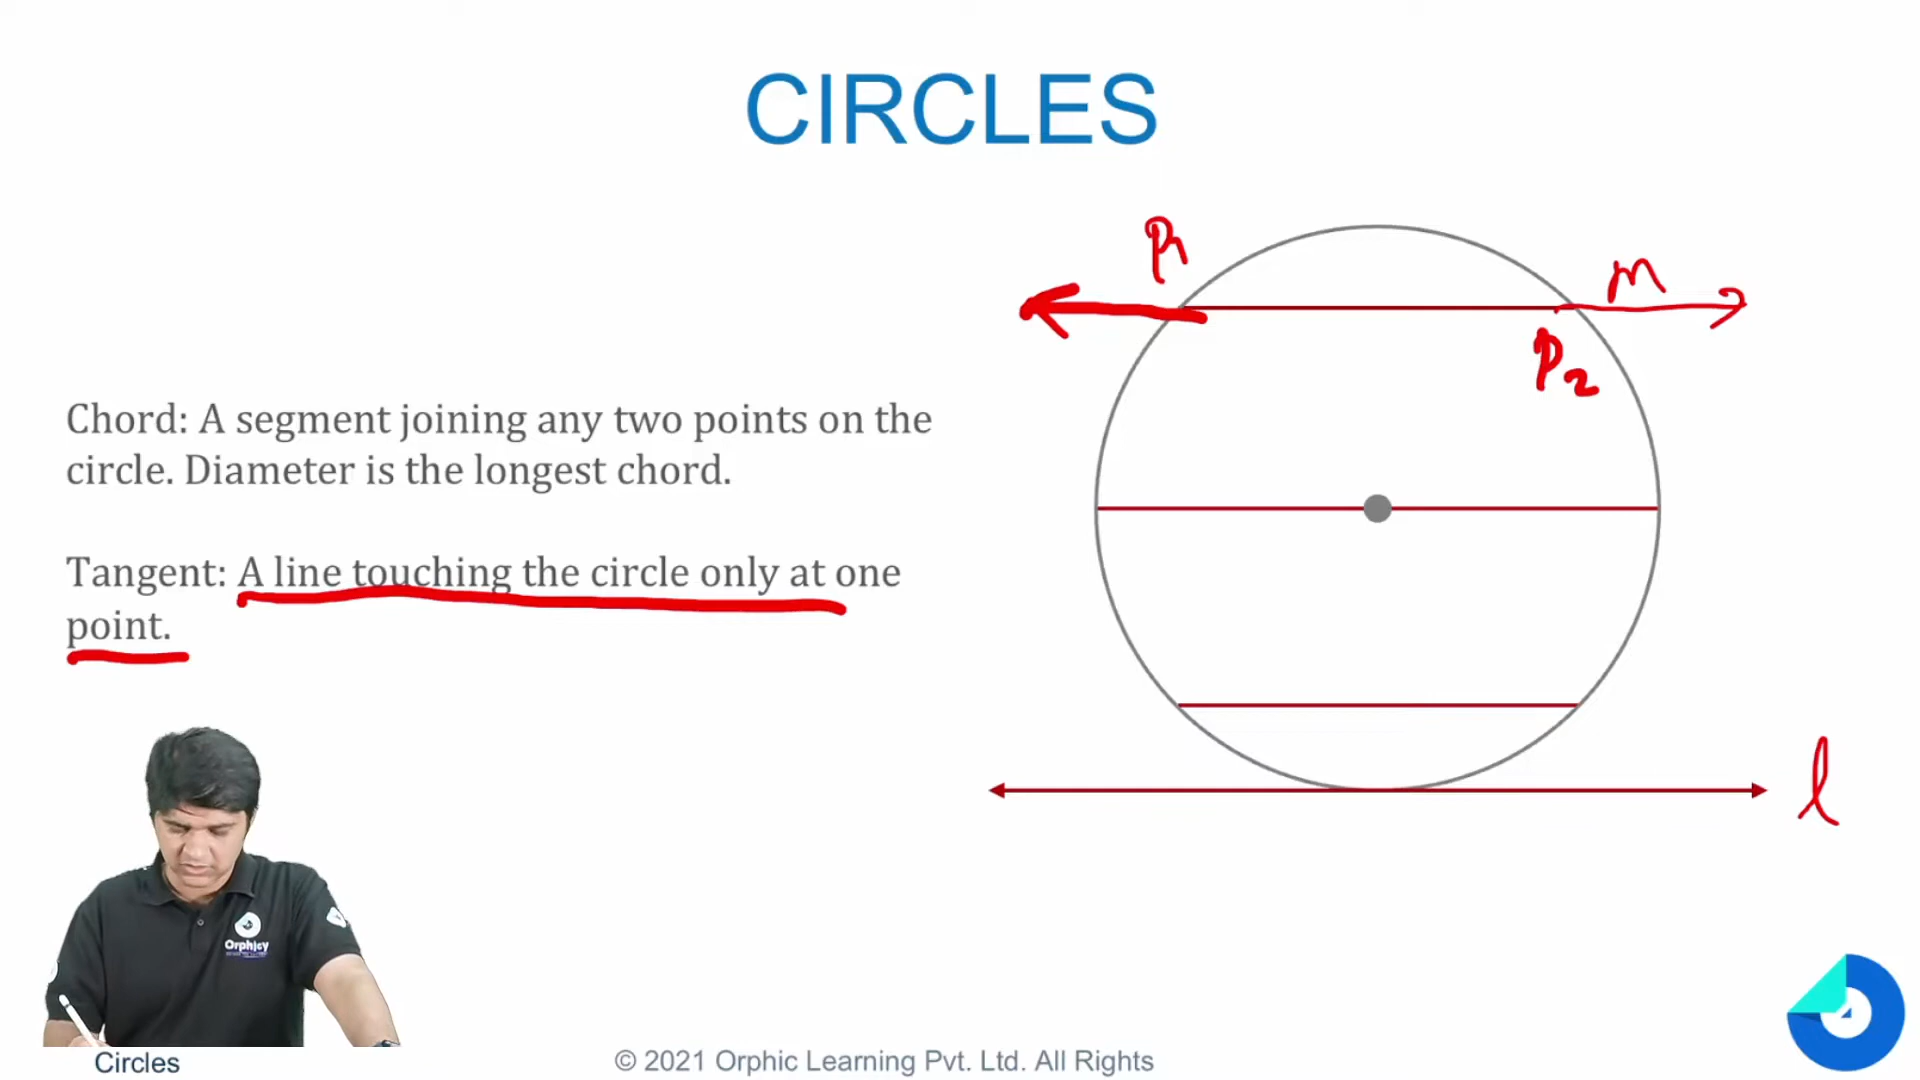 CIRCLES
P1
m
P2
Chord: A segment joining any two points on the
circle. Diameter is the longest chord.
Tangent: A line touching the circle only at one
point.
l
Orphicy
Circles
© 2021 Orphic Learning Pvt. Ltd. All Rights